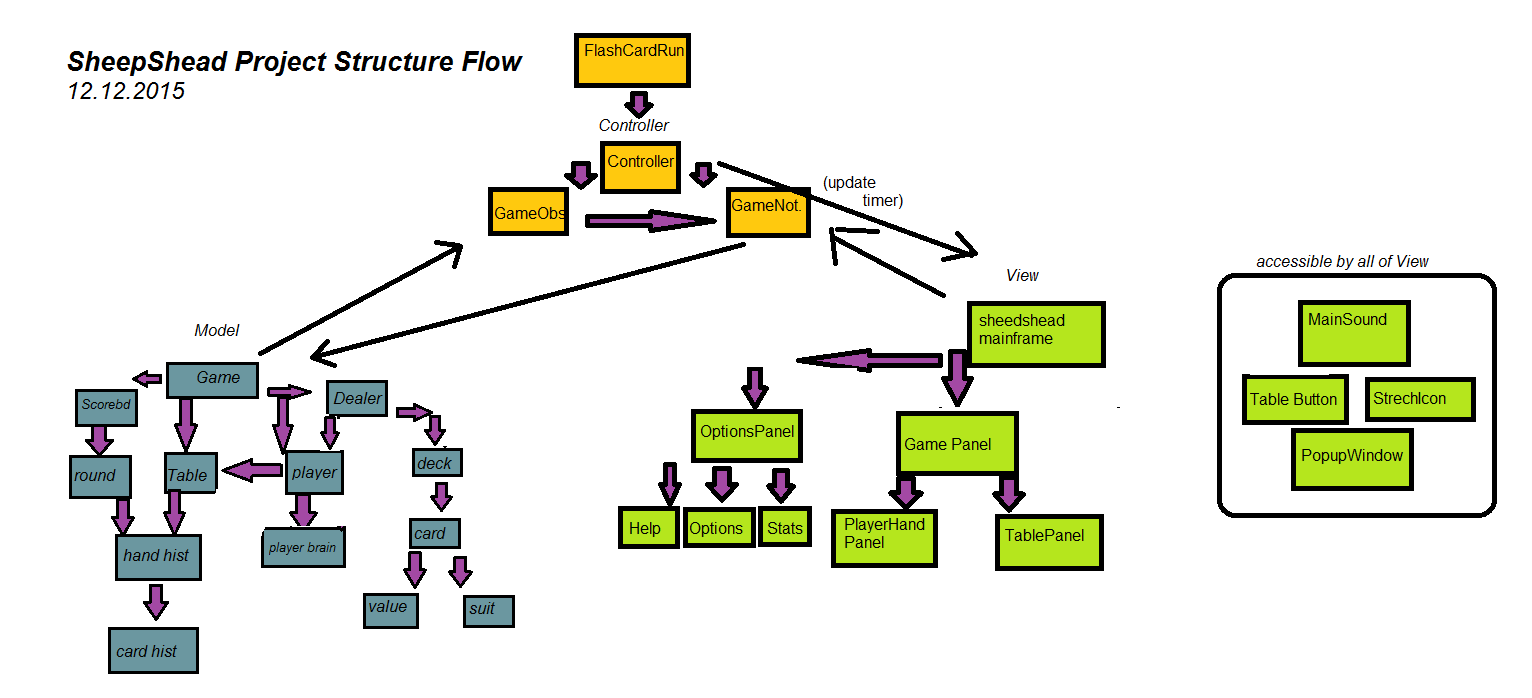 SheepShead Project Structure Flow
12.12.2015
FlashCardRun
Controller
Controller
GameObs
GameNot.
(update
timer)
View
accessible by all of View
sheedshead
mainframe
MainSound
Table Button
StrechIcon
PopupWindow
Model
Game
Scorebd
Dealer
round
Table
player
deck
hand hist
player brain
card
card hist
value
suit
OptionsPanel
Game Panel
Help
Options
Stats
PlayerHand
Panel
TablePanel